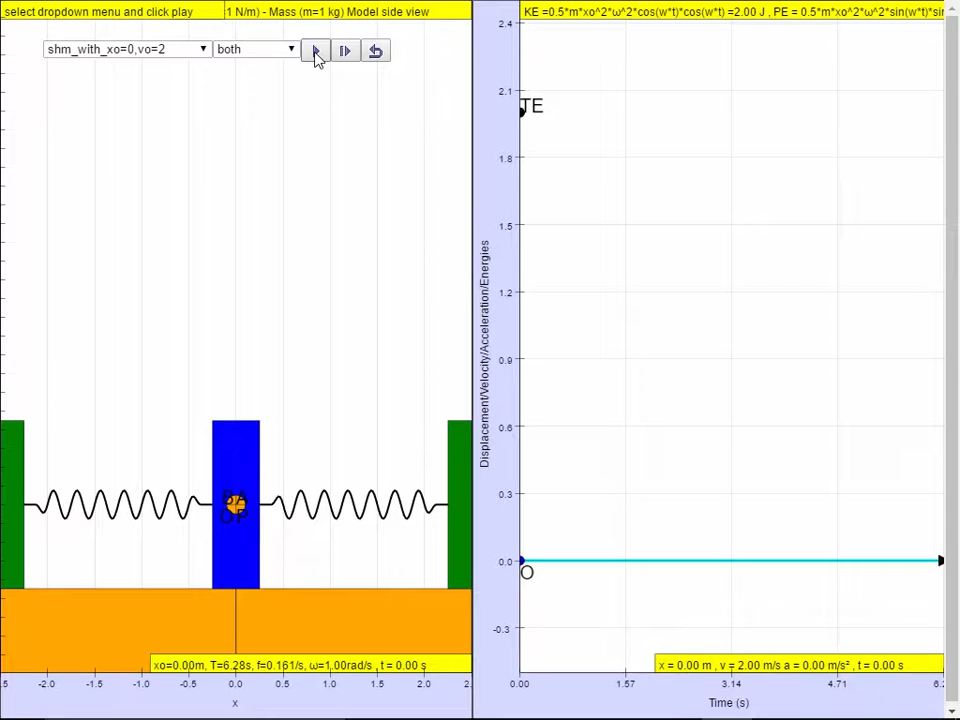 select dropdown menu and click play
1 N/m) - Mass (m=1 kg) Model side view
shm_with_xo=0,vo=2
both
BA
OP
xo=0.00m, T=6.28s, f=0.161/s, ω=1.00rad/s , t = 0.00 s
-2.0 -1.5 -1.0 -0.5 0.0 0.5 1.0 1.5 2.0
x
KE =0.5*m*xo^2*ω^2*cos(w*t)*cos(w*t) =2.00 J , PE = 0.5*m*xo^2*ω^2*sin(w*t)*sin
2.4
2.1
TE
1.8
1.5
1.2
0.9
0.6
0.3
0.0
O
-0.3
Displacement/Velocity/Acceleration/Energies
x = 0.00 m , v = 2.00 m/s a = 0.00 m/s² , t = 0.00 s
0.00 1.57 3.14 4.71
Time (s)